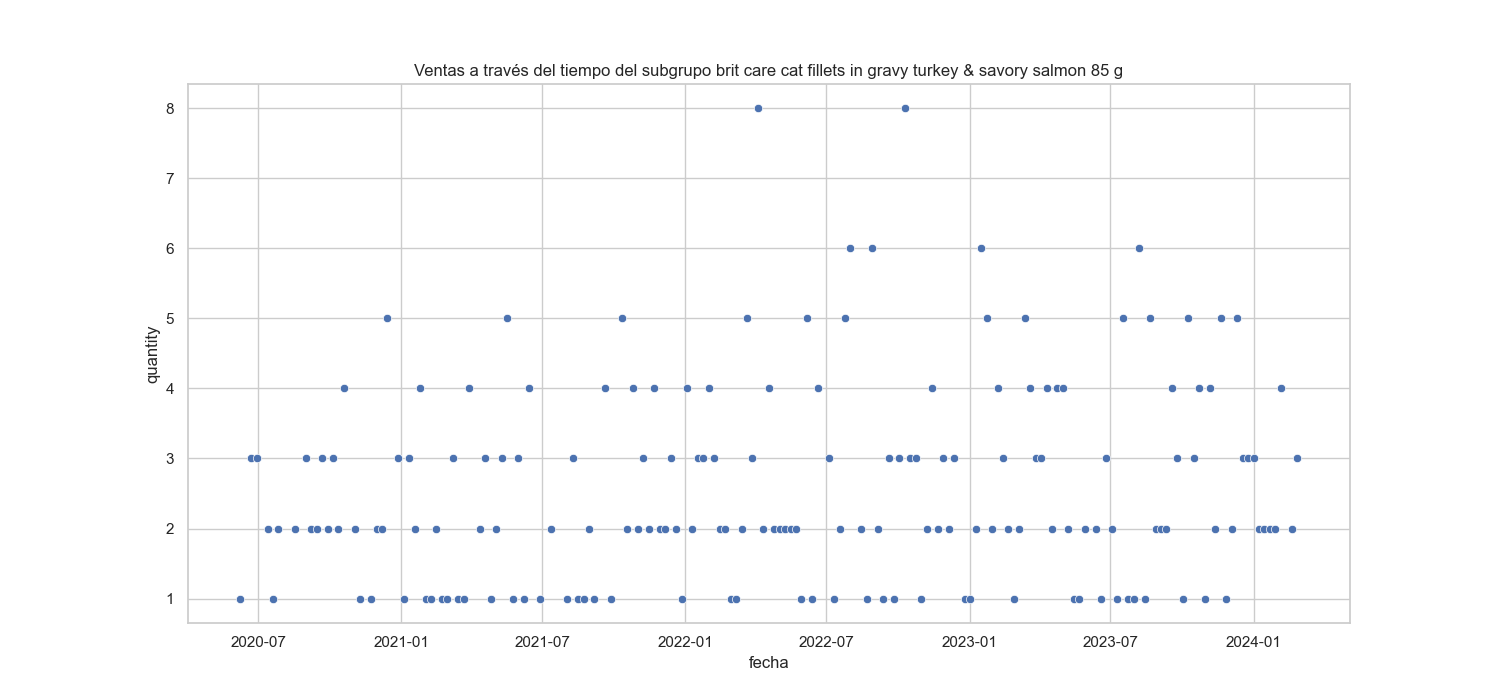 Ventas a través del tiempo del subgrupo brit care cat fillets in gravy turkey & savory salmon 85 g
8
7
6
5
4
3
2
1
quantity
2020-07 2021-01 2021-07 2022-01 2022-07 2023-01 2023-07 2024-01
fecha